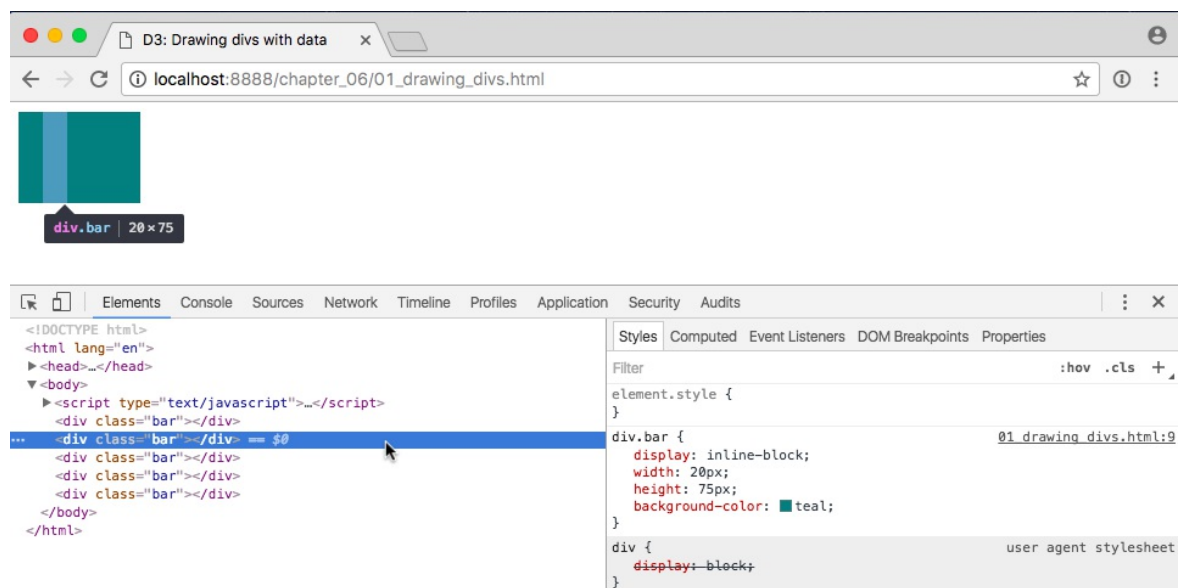 D3: Drawing divs with data
localhost:8888/chapter_06/01_drawing_divs.html
div.bar | 20×75
Elements Console Sources Network Timeline Profiles Application Security Audits
<!DOCTYPE html>
<html lang="en">
▶<head>…</head>
▼<body>
▶<script type="text/javascript">…</script>
<div class="bar"></div>
<div class="bar"></div> == $0
<div class="bar"></div>
<div class="bar"></div>
<div class="bar"></div>
</body>
</html>
Styles Computed Event Listeners DOM Breakpoints Properties
Filter :hov .cls +
element.style {
}
div.bar { 01_drawing_divs.html:9
display: inline-block;
width: 20px;
height: 75px;
background-color: teal;
}
div { user agent stylesheet
display: block;
}